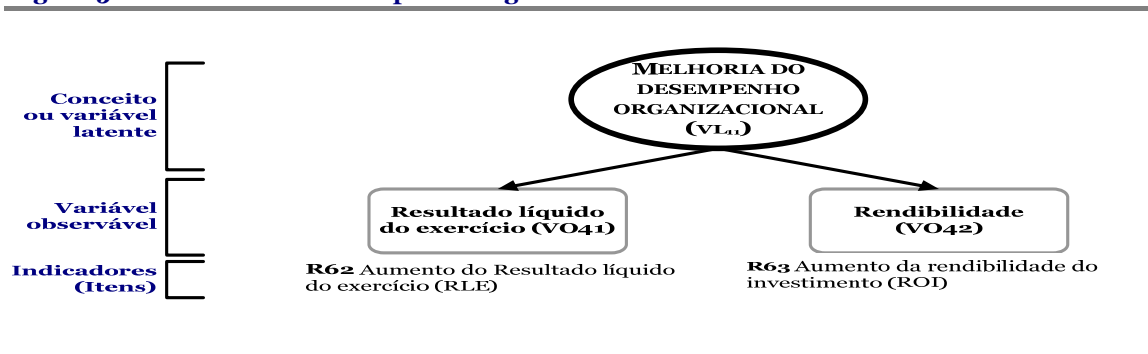 Conceito
ou variável
latente
MELHORIA DO
DESEMPENHO
ORGANIZACIONAL
(VL₁₁)
Variável
observável
Resultado líquido
do exercício (VO41)
Rendibilidade
(VO42)
Indicadores
(Itens)
R62 Aumento do Resultado líquido
do exercício (RLE)
R63 Aumento da rendibilidade do
investimento (ROI)